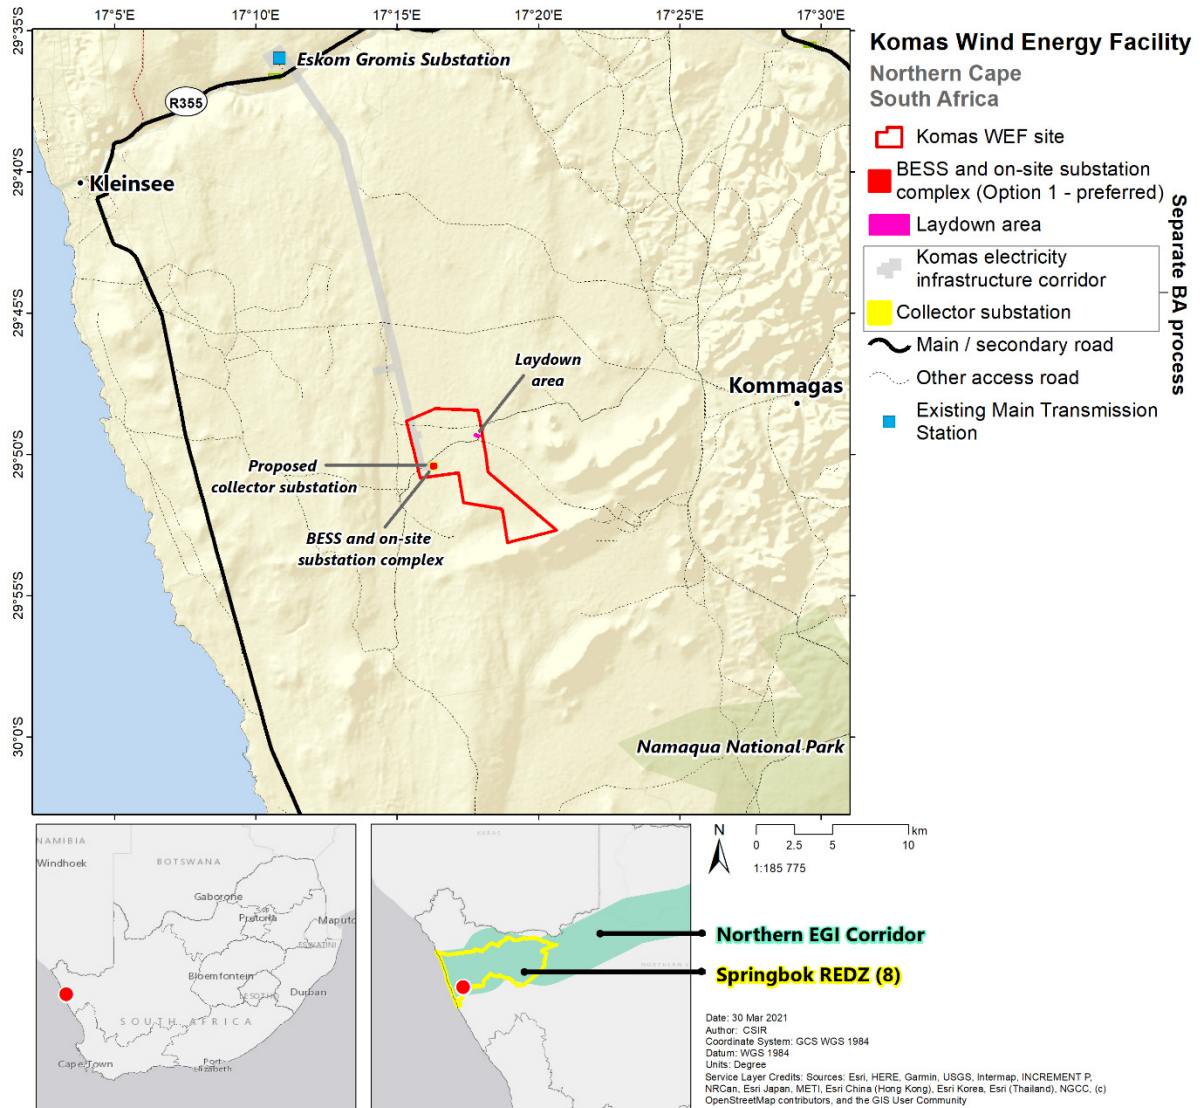 17°5'E 17°10'E 17°15'E 17°20'E 17°25'E 17°30'E
29°35'S
29°40'S
29°45'S
29°50'S
29°55'S
30°0'S
Eskom Gromis Substation
R355
Kleinsee
Laydown
area
Kommagas
Proposed
collector substation
BESS and on-site
substation complex
Namaqua National Park
Komas Wind Energy Facility
Northern Cape
South Africa
Komas WEF site
BESS and on-site substation
complex (Option 1 - preferred)
Laydown area
Komas electricity
infrastructure corridor
Collector substation
Separate BA process
Main / secondary road
Other access road
Existing Main Transmission
Station
NAMIBIA
Windhoek
BOTSWANA
Gaborone
Pretoria
Maputo
ESWATINI
Bloemfontein
LESOTHO
Durban
SOUTH AFRICA
Cape Town
Port
Elizabeth
KARAS
NORTHERN
N
0 2.5 5 10 km
1:185 775
Northern EGI Corridor
Springbok REDZ (8)
Date: 30 Mar 2021
Author: CSIR
Coordinate System: GCS WGS 1984
Datum: WGS 1984
Units: Degree
Service Layer Credits: Sources: Esri, HERE, Garmin, USGS, Intermap, INCREMENT P,
NRCan, Esri Japan, METI, Esri China (Hong Kong), Esri Korea, Esri (Thailand), NGCC, (c)
OpenStreetMap contributors, and the GIS User Community